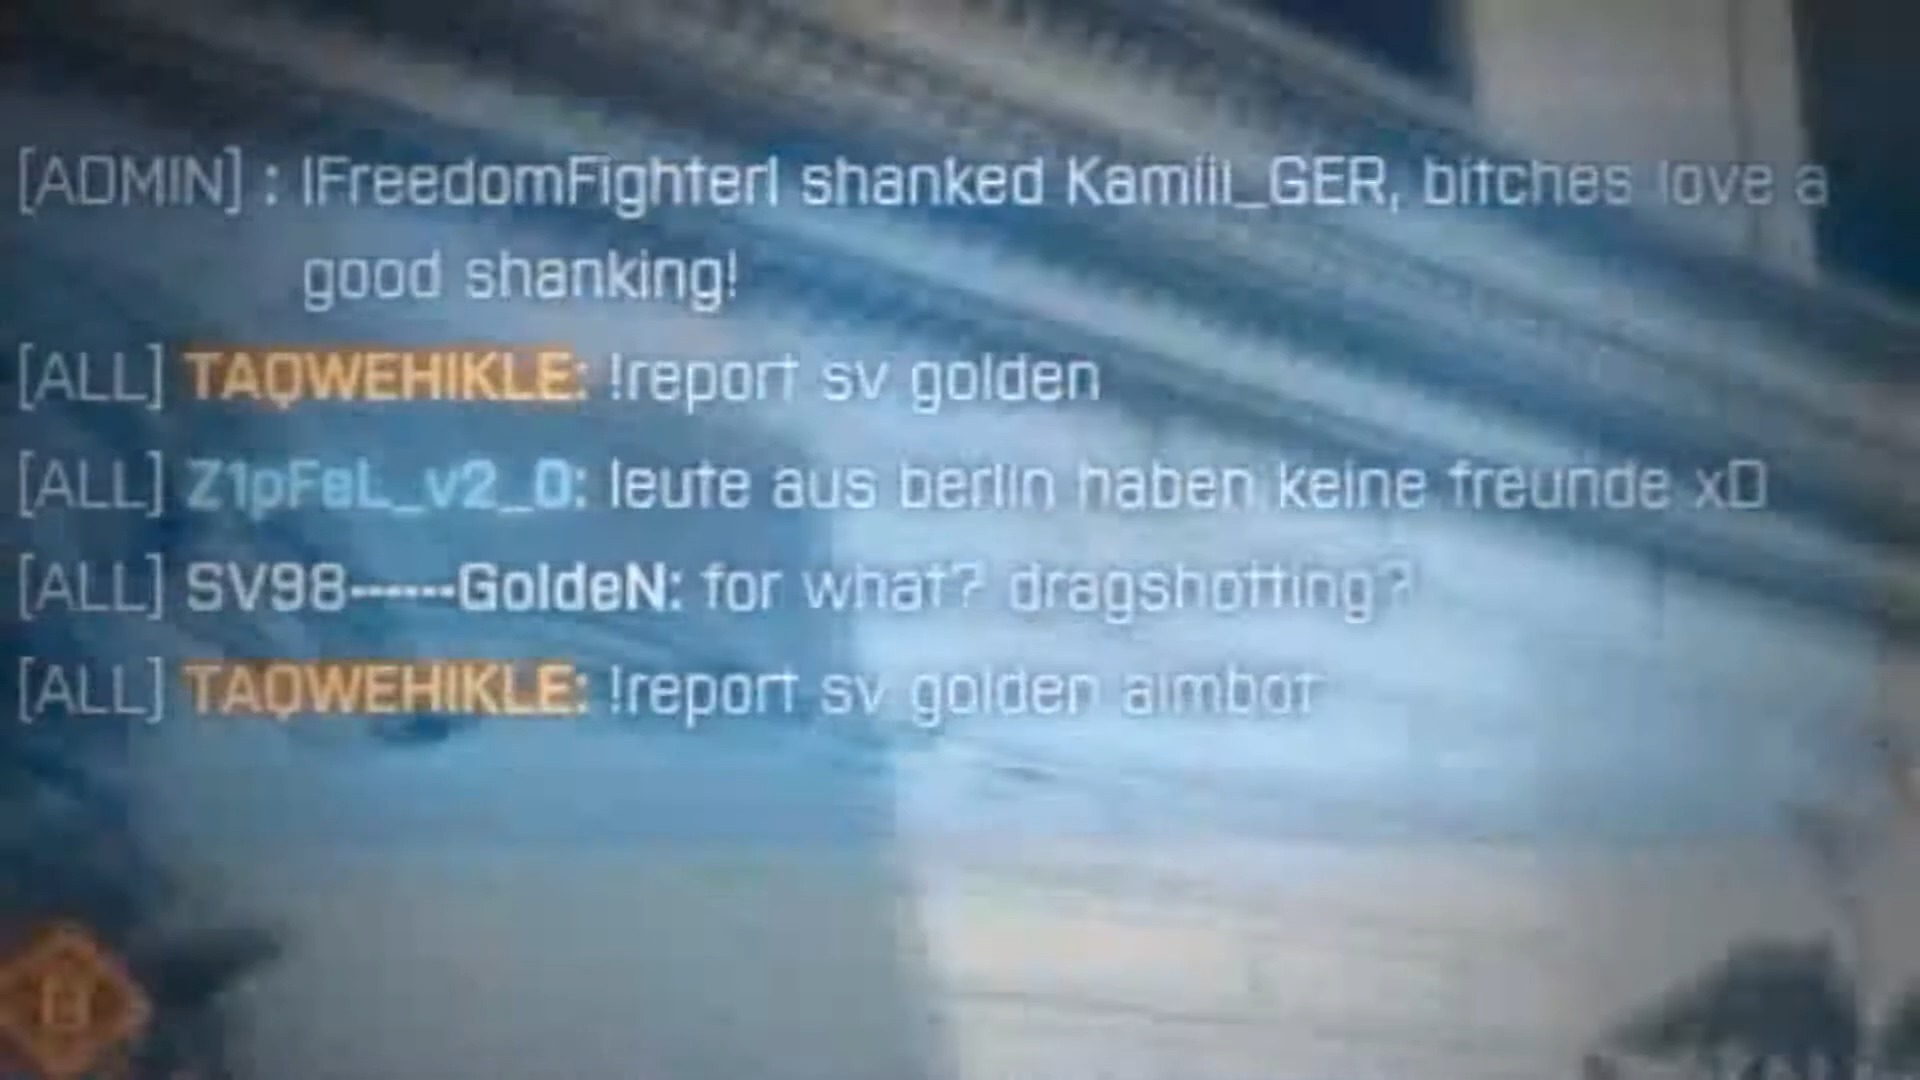 [ADMIN] : |FreedomFighter| shanked Kamiii_GER, bitches love a
good shanking!
[ALL] TAQWEHIKLE: !report sv golden
[ALL] Z1pFeL_v2_0: leute aus berlin haben keine freunde xD
[ALL] SV98------GoldeN: for what? dragshotting?
[ALL] TAQWEHIKLE: !report sv golden aimbot